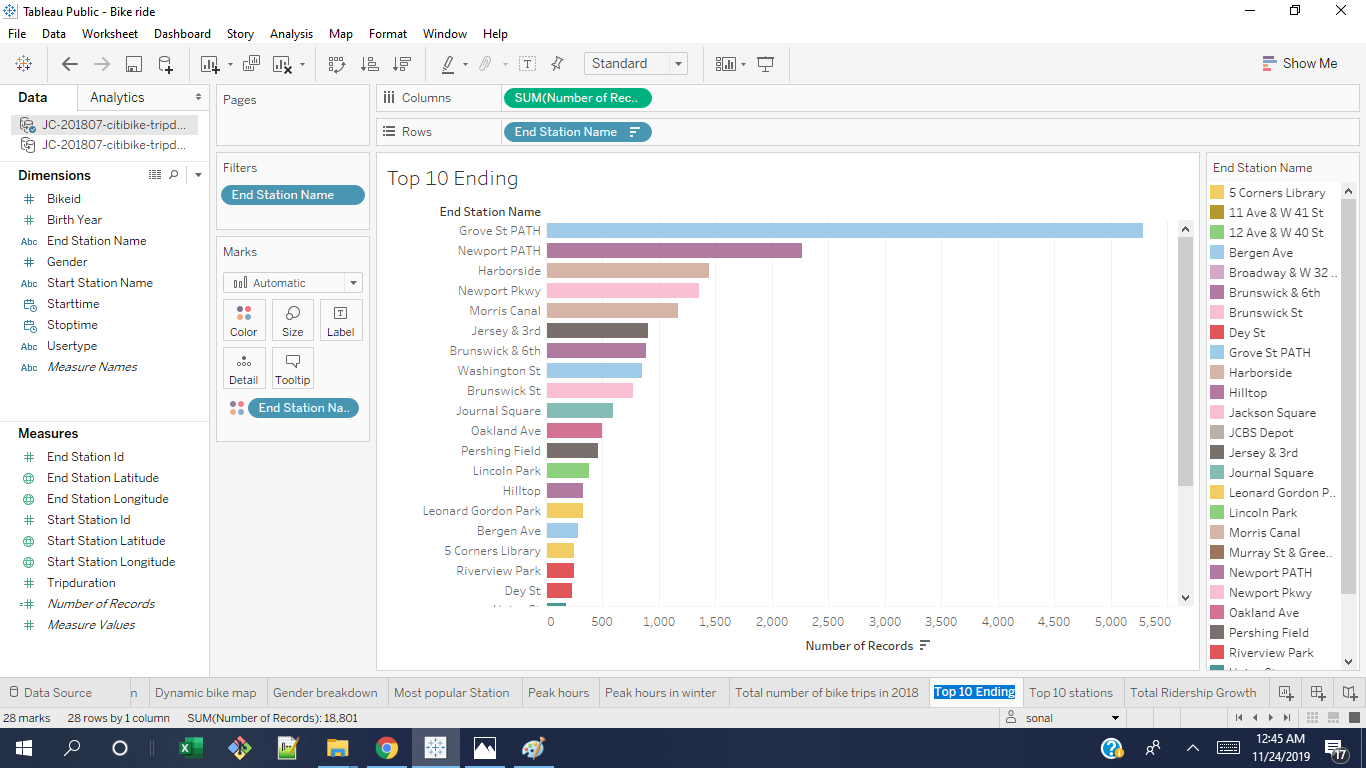 Tableau Public - Bike ride
File Data Worksheet Dashboard Story Analysis Map Format Window Help
Standard
Show Me
Data
Analytics
JC-201807-citibike-tripd...
JC-201807-citibike-tripd...
Dimensions
Bikeid
Birth Year
Abc End Station Name
Gender
Abc Start Station Name
Starttime
Stoptime
Abc Usertype
Abc Measure Names
Measures
End Station Id
End Station Latitude
End Station Longitude
Start Station Id
Start Station Latitude
Start Station Longitude
Tripduration
Number of Records
Measure Values
Pages
Filters
End Station Name
Marks
Automatic
Color Size Label
Detail Tooltip
End Station Na..
Columns
SUM(Number of Rec..
Rows
End Station Name
Top 10 Ending
End Station Name
Grove St PATH
Newport PATH
Harborside
Newport Pkwy
Morris Canal
Jersey & 3rd
Brunswick & 6th
Washington St
Brunswick St
Journal Square
Oakland Ave
Pershing Field
Lincoln Park
Hilltop
Leonard Gordon Park
Bergen Ave
5 Corners Library
Riverview Park
Dey St
0 500 1,000 1,500 2,000 2,500 3,000 3,500 4,000 4,500 5,000 5,500
Number of Records
End Station Name
5 Corners Library
11 Ave & W 41 St
12 Ave & W 40 St
Bergen Ave
Broadway & W 32 ..
Brunswick & 6th
Brunswick St
Dey St
Grove St PATH
Harborside
Hilltop
Jackson Square
JCBS Depot
Jersey & 3rd
Journal Square
Leonard Gordon P..
Lincoln Park
Morris Canal
Murray St & Gree..
Newport PATH
Newport Pkwy
Oakland Ave
Pershing Field
Riverview Park
Data Source
n
Dynamic bike map
Gender breakdown
Most popular Station
Peak hours
Peak hours in winter
Total number of bike trips in 2018
Top 10 Ending
Top 10 stations
Total Ridership Growth
28 marks 28 rows by 1 column SUM(Number of Records): 18,801
sonal
12:45 AM
11/24/2019
17